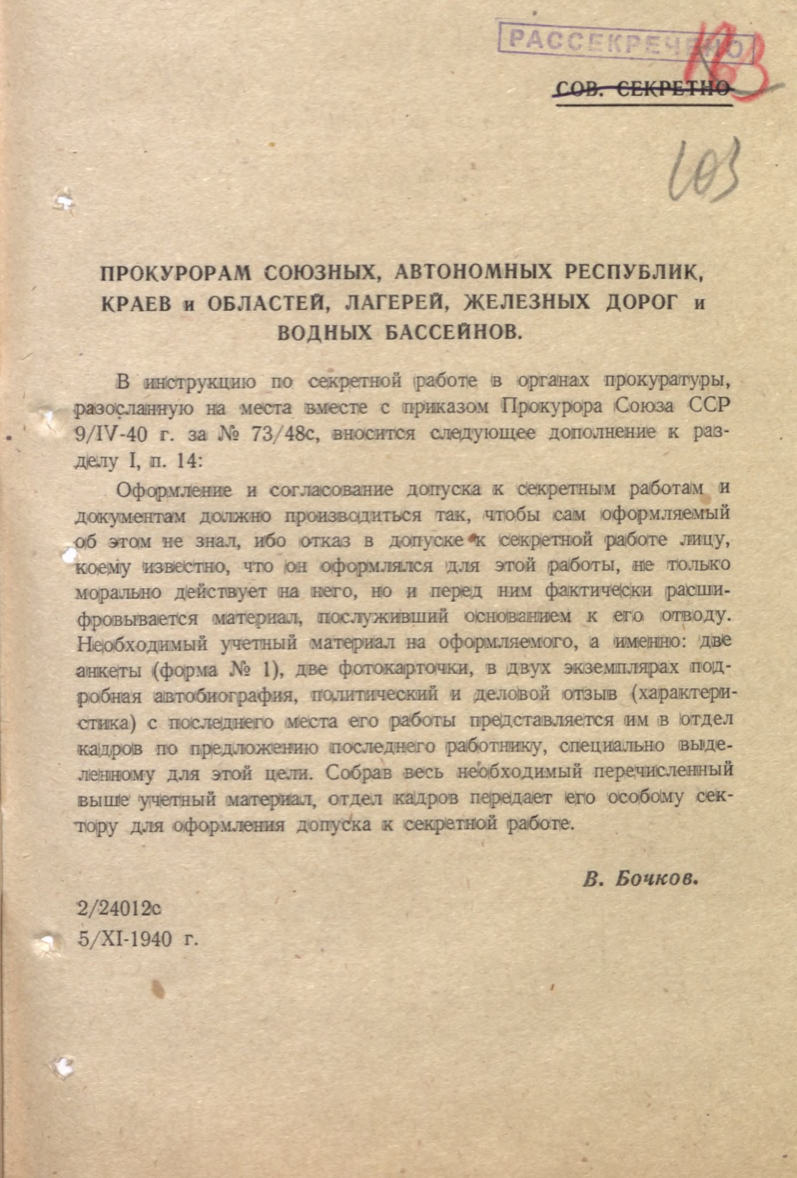 РАССЕКРЕЧЕНО
СОВ. СЕКРЕТНО
103
ПРОКУРОРАМ СОЮЗНЫХ, АВТОНОМНЫХ РЕСПУБЛИК,
КРАЕВ и ОБЛАСТЕЙ, ЛАГЕРЕЙ, ЖЕЛЕЗНЫХ ДОРОГ и
ВОДНЫХ БАССЕЙНОВ.
В инструкцию по секретной работе в органах прокуратуры,
разосланную на места вместе с приказом Прокурора Союза ССР
9/IV-40 г. за № 73/48с, вносится следующее дополнение к раз-
делу I, п. 14:
Оформление и согласование допуска к секретным работам и
документам должно производиться так, чтобы сам оформляемый
об этом не знал, ибо отказ в допуске к секретной работе лицу,
коему известно, что он оформлялся для этой работы, не только
морально действует на него, но и перед ним фактически расши-
фровывается материал, послуживший основанием к его отводу.
Необходимый учетный материал на оформляемого, а именно: две
анкеты (форма № 1), две фотокарточки, в двух экземплярах под-
робная автобиография, политический и деловой отзыв (характери-
стика) с последнего места его работы представляется им в отдел
кадров по предложению последнего работнику, специально выде-
ленному для этой цели. Собрав весь необходимый перечисленный
выше учетный материал, отдел кадров передает его особому сек-
тору для оформления допуска к секретной работе.
В. Бочков.
2/24012с
5/XI-1940 г.